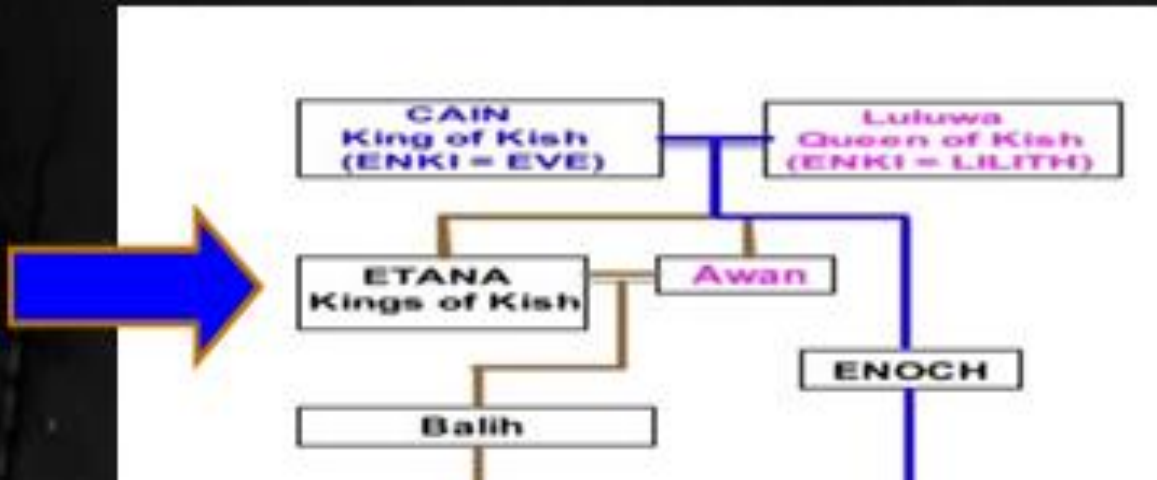 CAIN
King of Kish
(ENKI = EVE)
Luluwa
Queen of Kish
(ENKI = LILITH)
ETANA
Kings of Kish
Awan
ENOCH
Balih